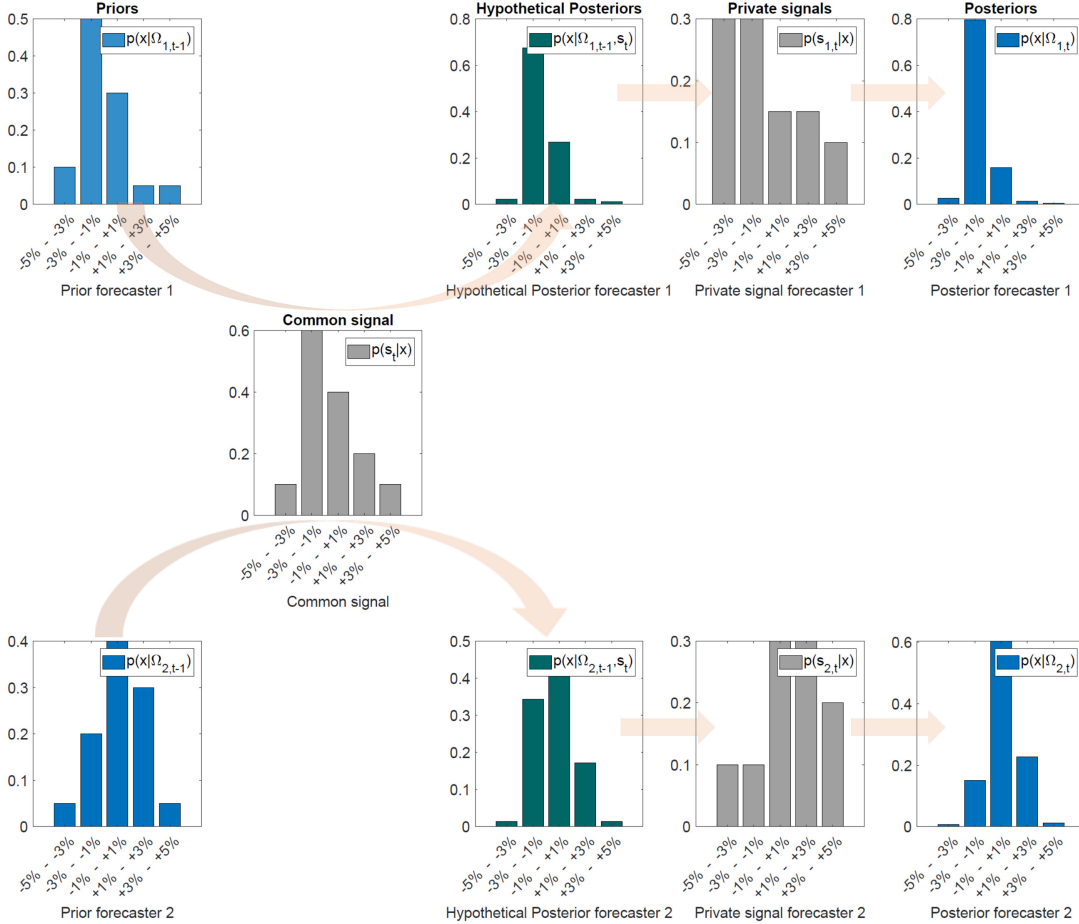 Priors
p(x|Ω1,t-1)
0.5
0.4
0.3
0.2
0.1
0
-5% - -3%
-3% - -1%
-1% - +1%
+1% - +3%
+3% - +5%
Prior forecaster 1
Hypothetical Posteriors
p(x|Ω1,t-1,st)
0.8
0.6
0.4
0.2
0
-5% - -3%
-3% - -1%
-1% - +1%
+1% - +3%
+3% - +5%
Hypothetical Posterior forecaster 1
Private signals
p(s1,t|x)
0.3
0.2
0.1
0
-5% - -3%
-3% - -1%
-1% - +1%
+1% - +3%
+3% - +5%
Private signal forecaster 1
Posteriors
p(x|Ω1,t)
0.8
0.6
0.4
0.2
0
-5% - -3%
-3% - -1%
-1% - +1%
+1% - +3%
+3% - +5%
Posterior forecaster 1
Common signal
p(st|x)
0.6
0.4
0.2
0
-5% - -3%
-3% - -1%
-1% - +1%
+1% - +3%
+3% - +5%
Common signal
p(x|Ω2,t-1)
0.4
0.3
0.2
0.1
0
-5% - -3%
-3% - -1%
-1% - +1%
+1% - +3%
+3% - +5%
Prior forecaster 2
p(x|Ω2,t-1,st)
0.5
0.4
0.3
0.2
0.1
0
-5% - -3%
-3% - -1%
-1% - +1%
+1% - +3%
+3% - +5%
Hypothetical Posterior forecaster 2
p(s2,t|x)
0.3
0.2
0.1
0
-5% - -3%
-3% - -1%
-1% - +1%
+1% - +3%
+3% - +5%
Private signal forecaster 2
p(x|Ω2,t)
0.6
0.4
0.2
0
-5% - -3%
-3% - -1%
-1% - +1%
+1% - +3%
+3% - +5%
Posterior forecaster 2